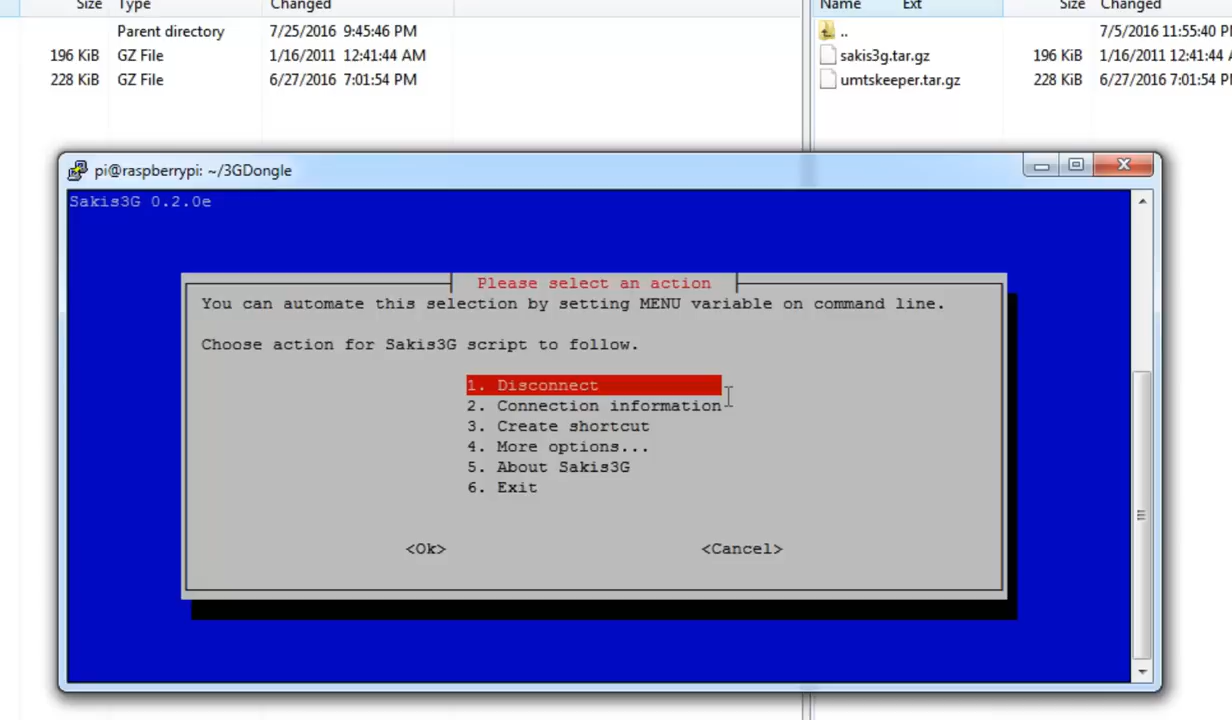 Size Type Changed
Parent directory 7/25/2016 9:45:46 PM
196 KiB GZ File 1/16/2011 12:41:44 AM
228 KiB GZ File 6/27/2016 7:01:54 PM
Name Ext Size Changed
.. 7/5/2016 11:55:40
sakis3g.tar.gz 196 KiB 1/16/2011 12:41:44
umtskeeper.tar.gz 228 KiB 6/27/2016 7:01:54
pi@raspberrypi: ~/3GDongle
Sakis3G 0.2.0e
Please select an action
You can automate this selection by setting MENU variable on command line.
Choose action for Sakis3G script to follow.
1. Disconnect
2. Connection information
3. Create shortcut
4. More options...
5. About Sakis3G
6. Exit
<Ok> <Cancel>